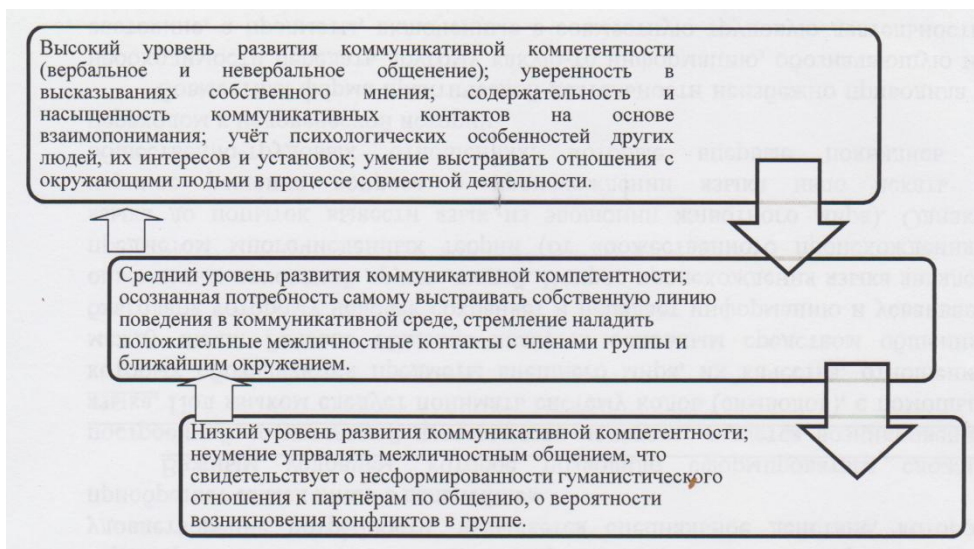 Высокий уровень развития коммуникативной компетентности
(вербальное и невербальное общенение); уверенность в
высказываниях собственного мнения; содержательность и
насыщенность коммуникативных контактов на основе
взаимопонимания; учёт психологических особенностей других
людей, их интересов и установок; умение выстраивать отношения с
окружающими людьми в процессе совместной деятельности.
Средний уровень развития коммуникативной компетентности;
осознанная потребность самому выстраивать собственную линию
поведения в коммуникативной среде, стремление наладить
положительные межличностные контакты с членами группы и
ближайшим окружением.
Низкий уровень развития коммуникативной компетентности;
неумение упрвалять межличностным общением, что
свидетельствует о несформированности гуманистического
отношения к партнёрам по общению, о вероятности
возникновения конфликтов в группе.